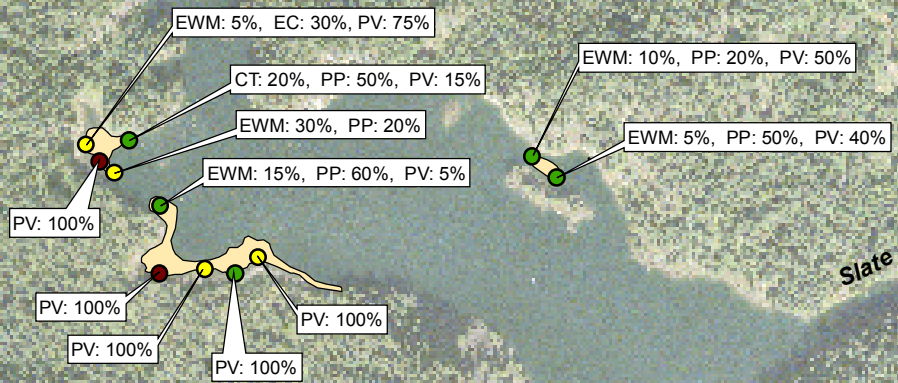 EWM: 5%, EC: 30%, PV: 75%
EWM: 10%, PP: 20%, PV: 50%
CT: 20%, PP: 50%, PV: 15%
EWM: 30%, PP: 20%
EWM: 5%, PP: 50%, PV: 40%
EWM: 15%, PP: 60%, PV: 5%
PV: 100%
Slate
PV: 100%
PV: 100%
PV: 100%
PV: 100%